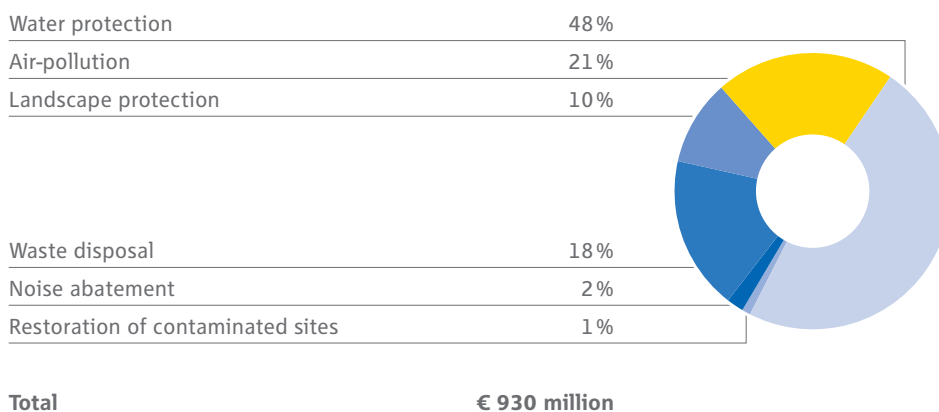 Water protection 48%
Air-pollution 21%
Landscape protection 10%
Waste disposal 18%
Noise abatement 2%
Restoration of contaminated sites 1%
Total € 930 million